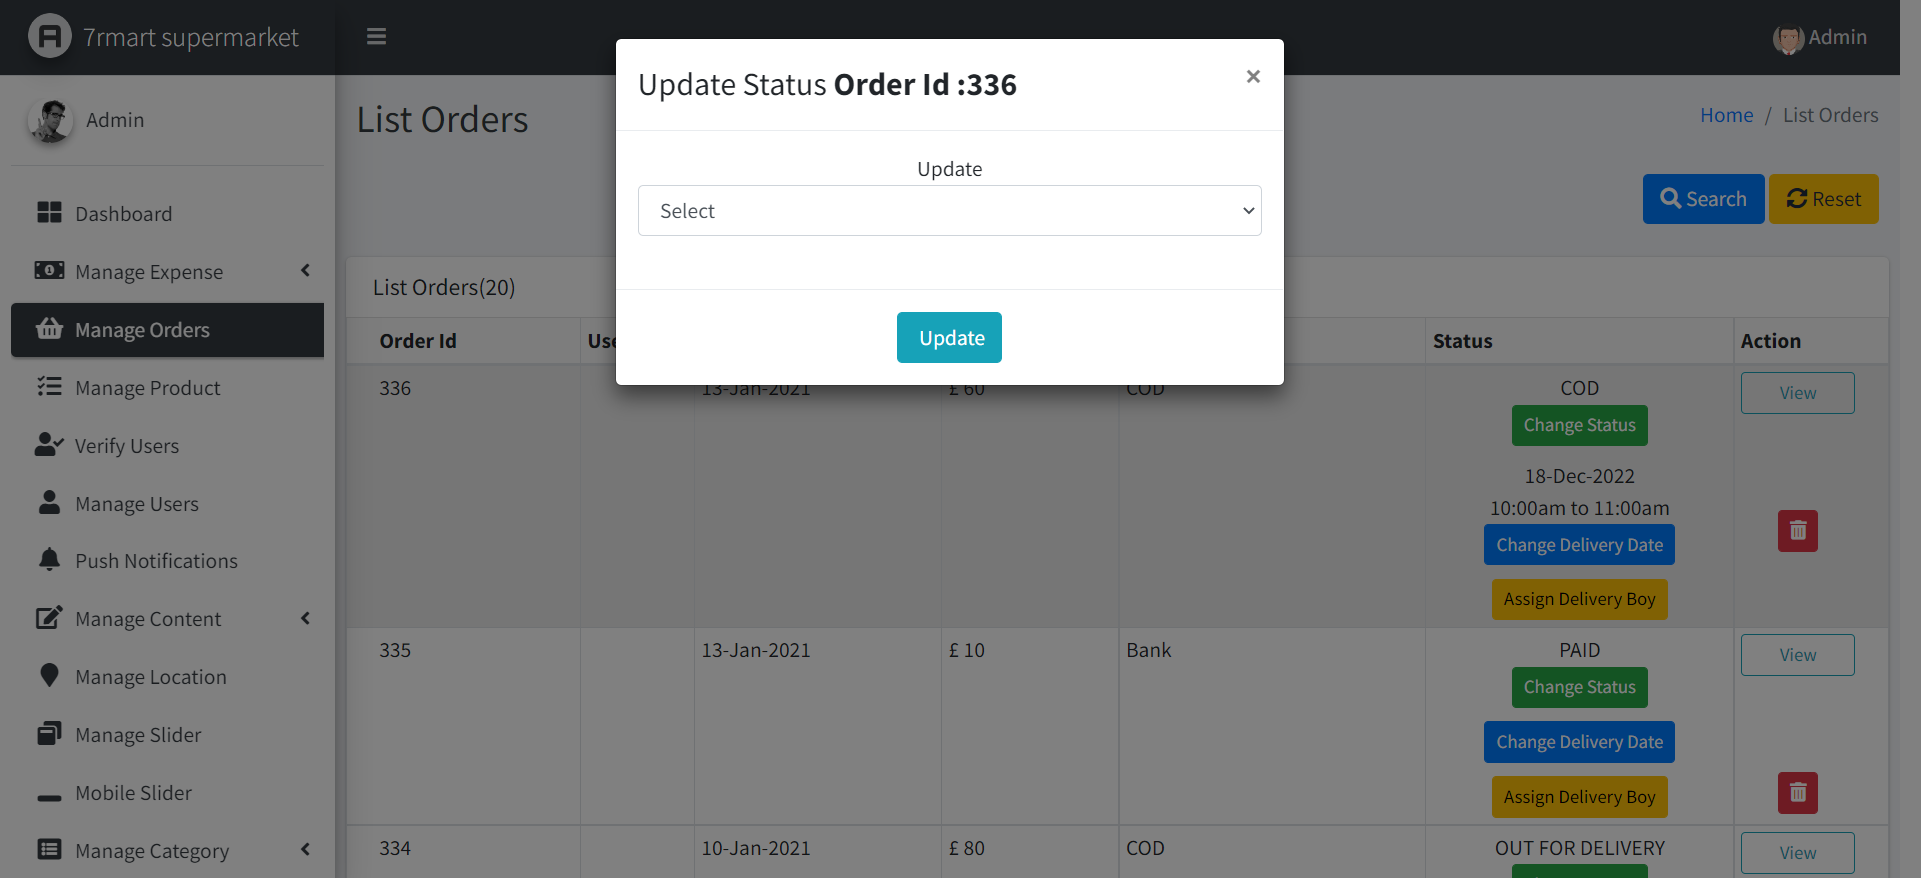 7rmart supermarket
Admin
Admin
Dashboard
Manage Expense
Manage Orders
Manage Product
Verify Users
Manage Users
Push Notifications
Manage Content
Manage Location
Manage Slider
Mobile Slider
Manage Category
Update Status Order Id :336
×
Update
Select
Update
List Orders
Home / List Orders
Search Reset
List Orders(20)
Order Id Status Action
336 13-Jan-2021 £ 60 COD COD View
Change Status
18-Dec-2022
10:00am to 11:00am
Change Delivery Date
Assign Delivery Boy
335 13-Jan-2021 £ 10 Bank PAID View
Change Status
Change Delivery Date
Assign Delivery Boy
334 10-Jan-2021 £ 80 COD OUT FOR DELIVERY View